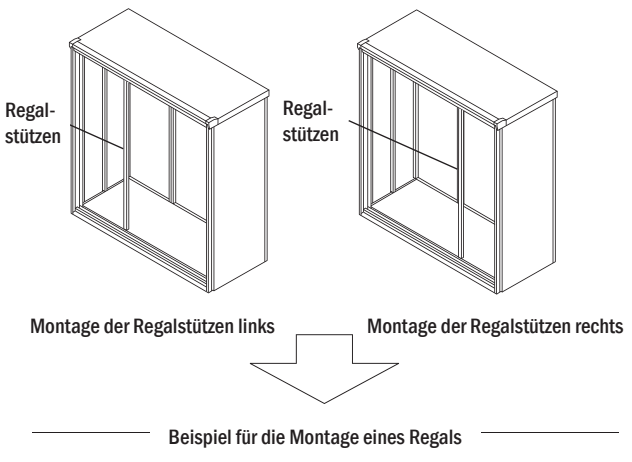 Regal-
stützen
Regal-
stützen
Montage der Regalstützen links
Montage der Regalstützen rechts
Beispiel für die Montage eines Regals